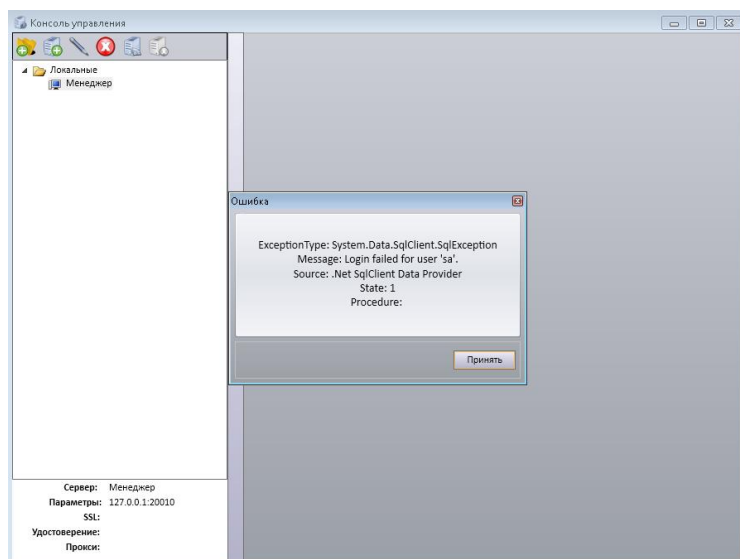 Консоль управления
Локальные
Менеджер
Ошибка
ExceptionType: System.Data.SqlClient.SqlException
Message: Login failed for user 'sa'.
Source: .Net SqlClient Data Provider
State: 1
Procedure:
Принять
Сервер: Менеджер
Параметры: 127.0.0.1:20010
SSL:
Удостоверение:
Прокси: